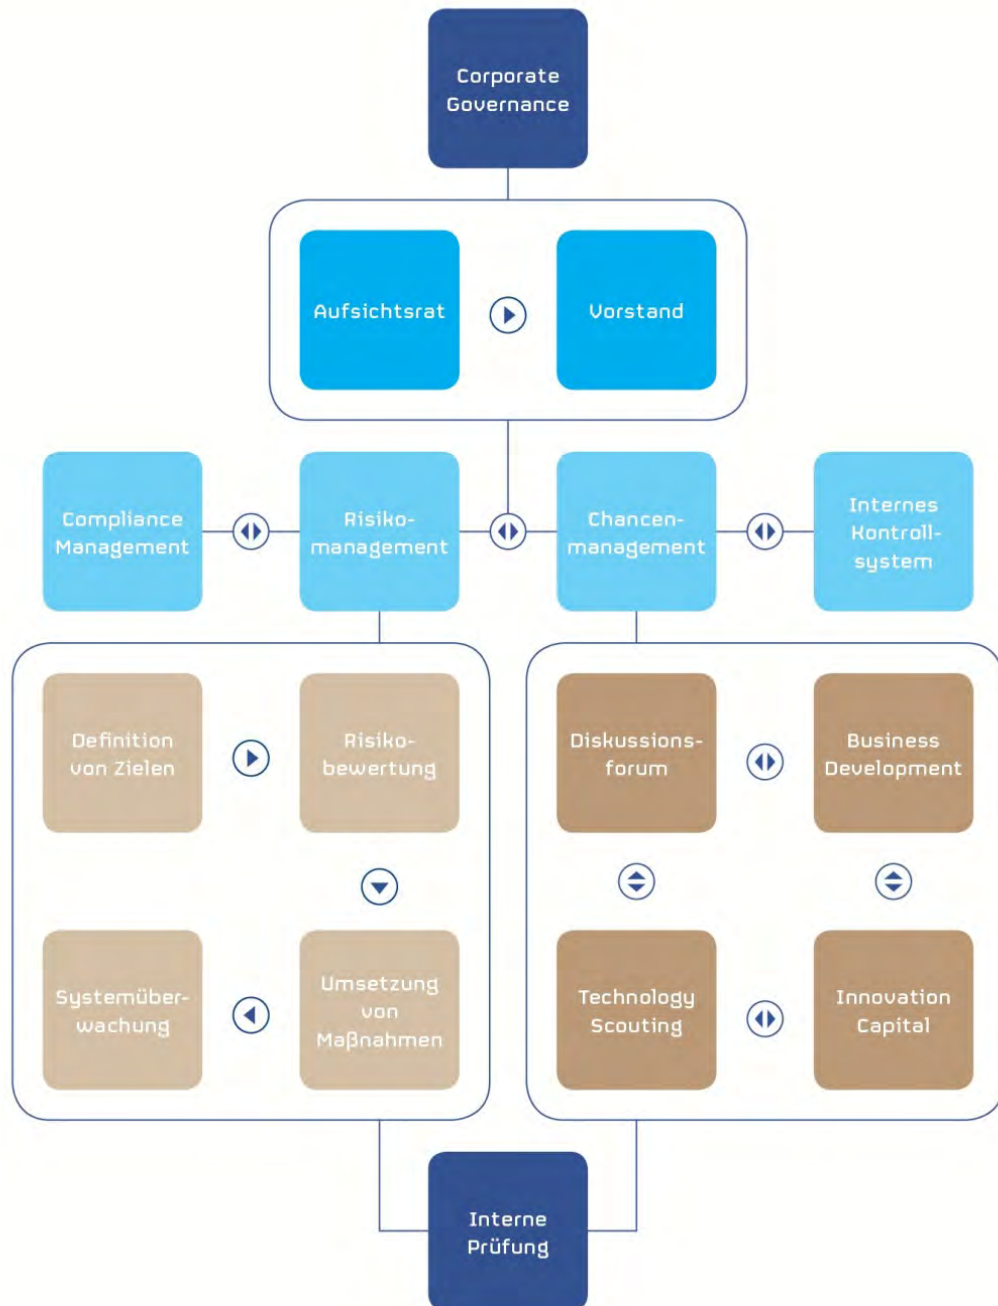 Corporate
Governance
Aufsichtsrat
Vorstand
Compliance
Management
Risiko-
management
Chancen-
management
Internes
Kontroll-
system
Definition
von Zielen
Risiko-
bewertung
Diskussions-
forum
Business
Development
Systemüber-
wachung
Umsetzung
von
Maßnahmen
Technology
Scouting
Innovation
Capital
Interne
Prüfung